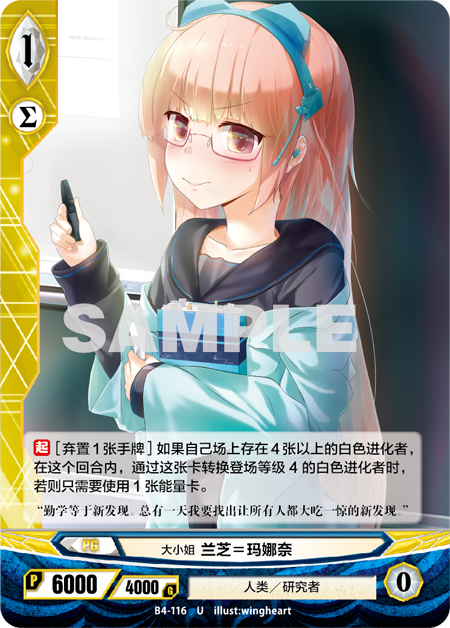 1
Σ
SAMPLE
起 [弃置1张手牌] 如果自己场上存在4张以上的白色进化者，
在这个回合内，通过这张卡转换登场等级 4 的白色进化者时，
若则只需要使用1张能量卡。
“勤学等于新发现。总有一天我要找出让所有人都大吃一惊的新发现。”
PG
大小姐 兰芝＝玛娜奈
P 6000 4000 G
人类／研究者
0
B4-116 U illust:wingheart